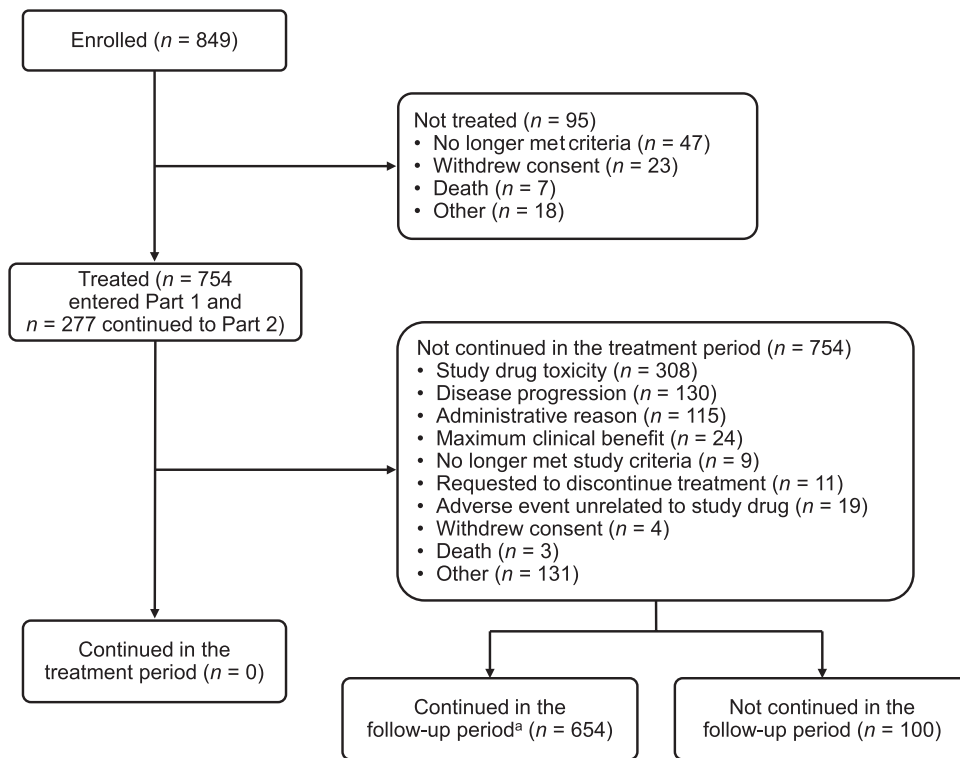 Enrolled (n = 849)
Not treated (n = 95)
• No longer met criteria (n = 47)
• Withdrew consent (n = 23)
• Death (n = 7)
• Other (n = 18)
Treated (n = 754
entered Part 1 and
n = 277 continued to Part 2)
Not continued in the treatment period (n = 754)
• Study drug toxicity (n = 308)
• Disease progression (n = 130)
• Administrative reason (n = 115)
• Maximum clinical benefit (n = 24)
• No longer met study criteria (n = 9)
• Requested to discontinue treatment (n = 11)
• Adverse event unrelated to study drug (n = 19)
• Withdrew consent (n = 4)
• Death (n = 3)
• Other (n = 131)
Continued in the
treatment period (n = 0)
Continued in the
follow-up periodᵃ (n = 654)
Not continued in the
follow-up period (n = 100)